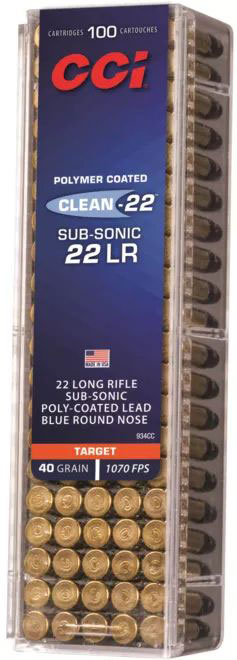 CARTRIDGES 100 CARTOUCHES
CCI
POLYMER COATED
CLEAN-22™
SUB-SONIC
22 LR
MADE IN USA
22 LONG RIFLE
SUB-SONIC
POLY-COATED LEAD
BLUE ROUND NOSE
934CC
TARGET
40 GRAIN 1070 FPS